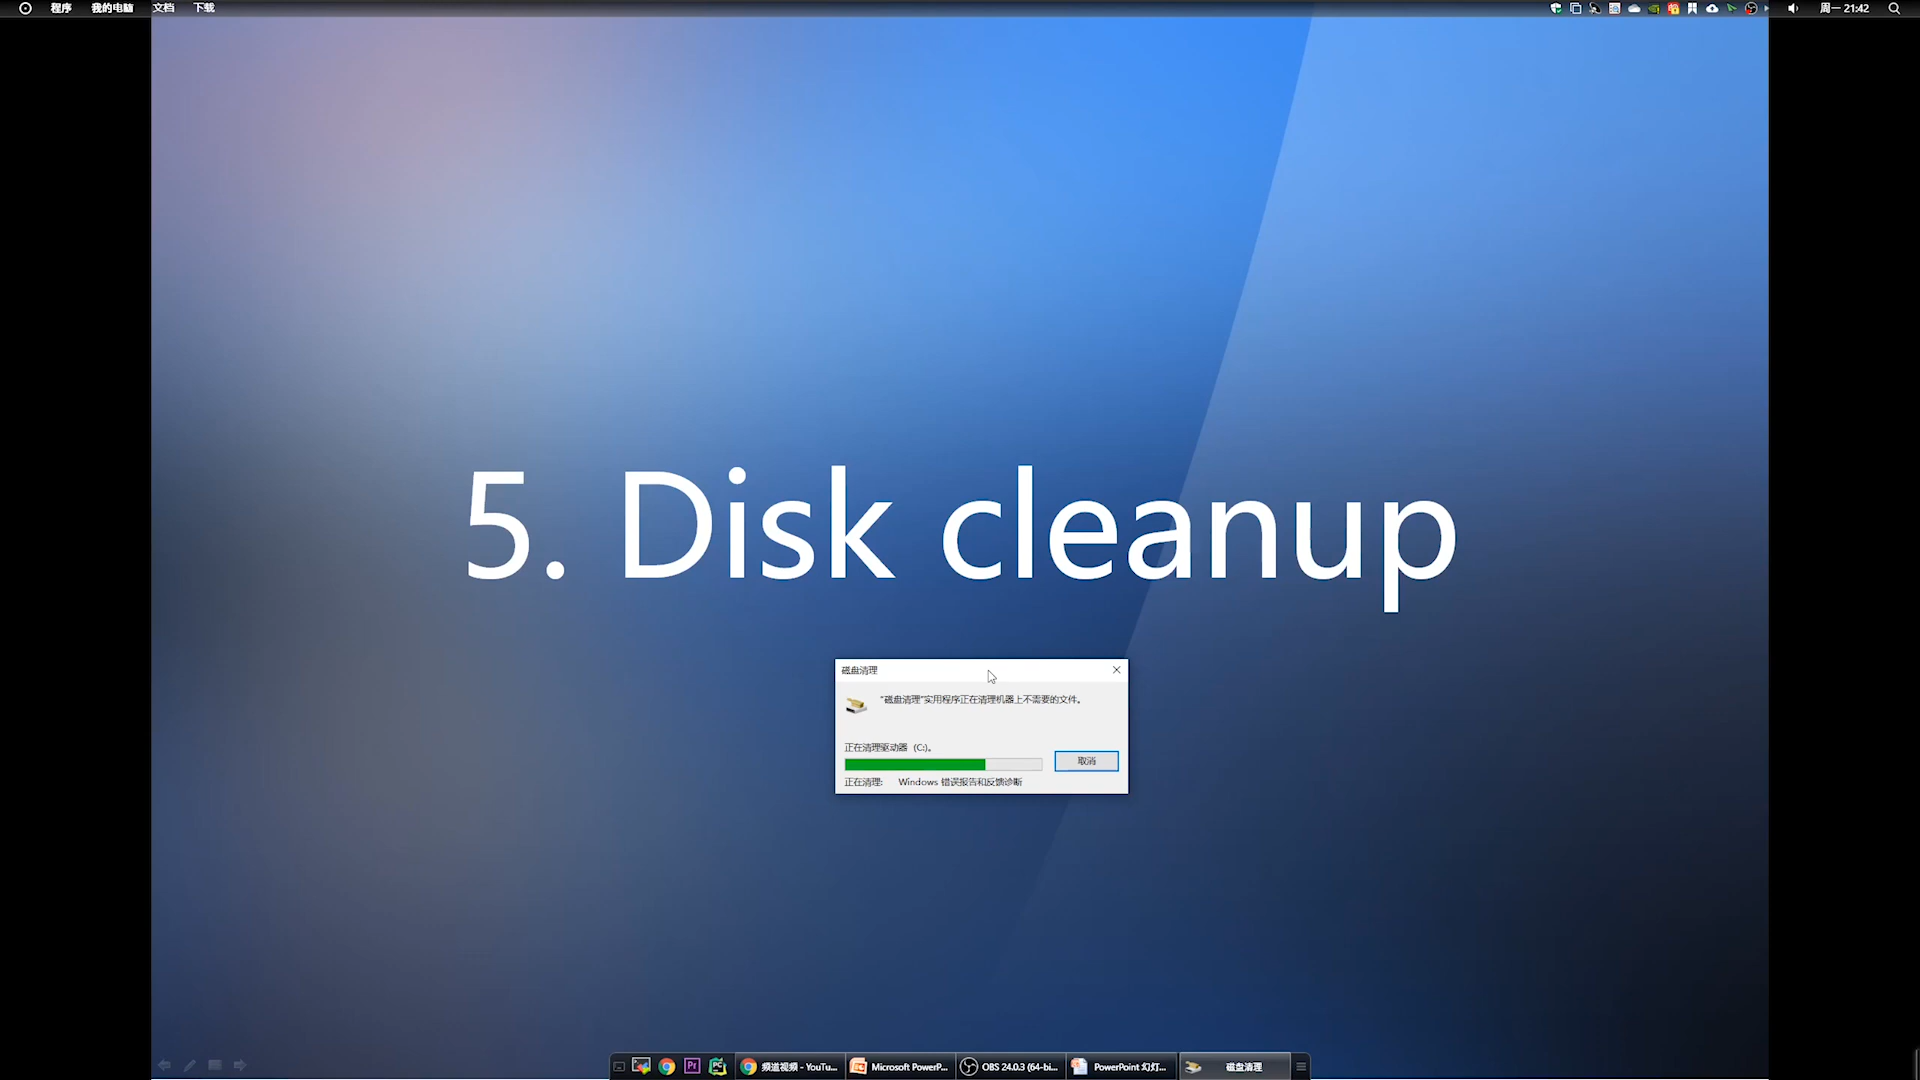 程序 我的电脑 文档 下载
周一 21:42
5. Disk cleanup
磁盘清理
“磁盘清理”实用程序正在清理机器上不需要的文件。
正在清理驱动器 (C:)。
取消
正在清理: Windows 错误报告和反馈诊断
Pr PC 频道视频 - YouTu... Microsoft PowerP... OBS 24.0.3 (64-bi... PowerPoint 幻灯... 磁盘清理